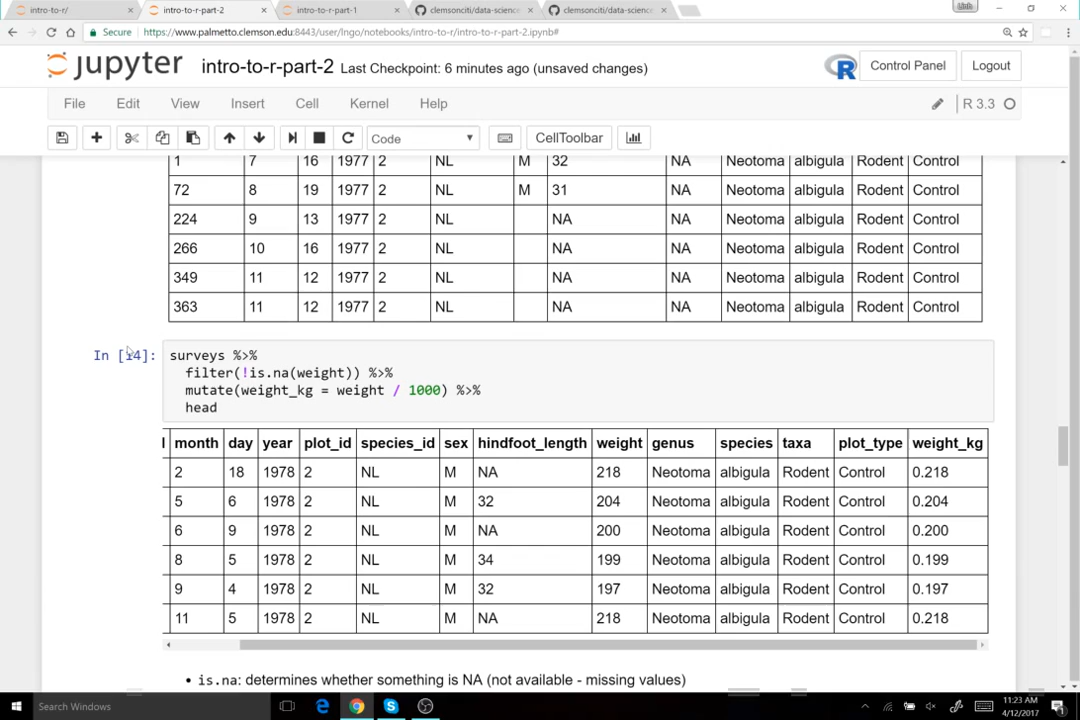 intro-to-r/
intro-to-r-part-2
intro-to-r-part-1
clemsonciti/data-science
clemsonciti/data-science
Secure
https://www.palmetto.clemson.edu:8443/user/lngo/notebooks/intro-to-r/intro-to-r-part-2.ipynb#
jupyter intro-to-r-part-2 Last Checkpoint: 6 minutes ago (unsaved changes) R Control Panel Logout
File Edit View Insert Cell Kernel Help R 3.3
Code CellToolbar
1 7 16 1977 2 NL M 32 NA Neotoma albigula Rodent Control
72 8 19 1977 2 NL M 31 NA Neotoma albigula Rodent Control
224 9 13 1977 2 NL NA NA Neotoma albigula Rodent Control
266 10 16 1977 2 NL NA NA Neotoma albigula Rodent Control
349 11 12 1977 2 NL NA NA Neotoma albigula Rodent Control
363 11 12 1977 2 NL NA NA Neotoma albigula Rodent Control
In [14]: surveys %>%
filter(!is.na(weight)) %>%
mutate(weight_kg = weight / 1000) %>%
head
month day year plot_id species_id sex hindfoot_length weight genus species taxa plot_type weight_kg
2 18 1978 2 NL M NA 218 Neotoma albigula Rodent Control 0.218
5 6 1978 2 NL M 32 204 Neotoma albigula Rodent Control 0.204
6 9 1978 2 NL M NA 200 Neotoma albigula Rodent Control 0.200
8 5 1978 2 NL M 34 199 Neotoma albigula Rodent Control 0.199
9 4 1978 2 NL M 32 197 Neotoma albigula Rodent Control 0.197
11 5 1978 2 NL M NA 218 Neotoma albigula Rodent Control 0.218
• is.na: determines whether something is NA (not available - missing values)
Search Windows
11:23 AM
4/12/2017